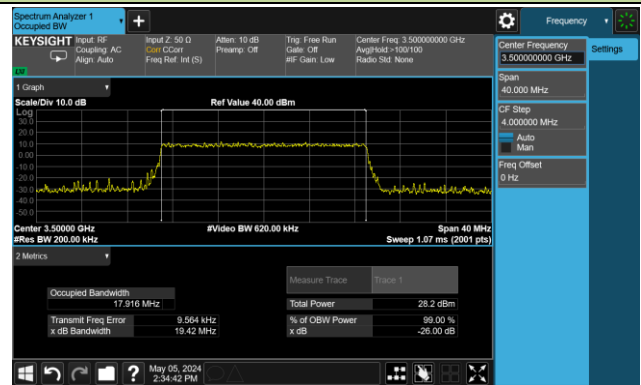 Spectrum Analyzer 1
Occupied BW
+
Frequency
KEYSIGHT
Input: RF
Coupling: AC
Align: Auto
Input Z: 50 Ω
Corr CCorr
Freq Ref: Int (S)
Atten: 10 dB
Preamp: Off
Trig: Free Run
Gate: Off
#IF Gain: Low
Center Freq: 3.500000000 GHz
Avg|Hold:>100/100
Radio Std: None
Center Frequency
3.500000000 GHz
Settings
Span
40.000 MHz
CF Step
4.000000 MHz
Auto
Man
Freq Offset
0 Hz
1 Graph
Scale/Div 10.0 dB
Ref Value 40.00 dBm
Log
30.0
20.0
10.0
0.00
-10.0
-20.0
-30.0
-40.0
-50.0
Center 3.50000 GHz
#Video BW 620.00 kHz
Span 40 MHz
#Res BW 200.00 kHz
Sweep 1.07 ms (2001 pts)
2 Metrics
Measure Trace
Trace 1
Occupied Bandwidth
17.916 MHz
Total Power
28.2 dBm
Transmit Freq Error
9.564 kHz
% of OBW Power
99.00 %
x dB Bandwidth
19.42 MHz
x dB
-26.00 dB
?
May 05, 2024
2:34:42 PM